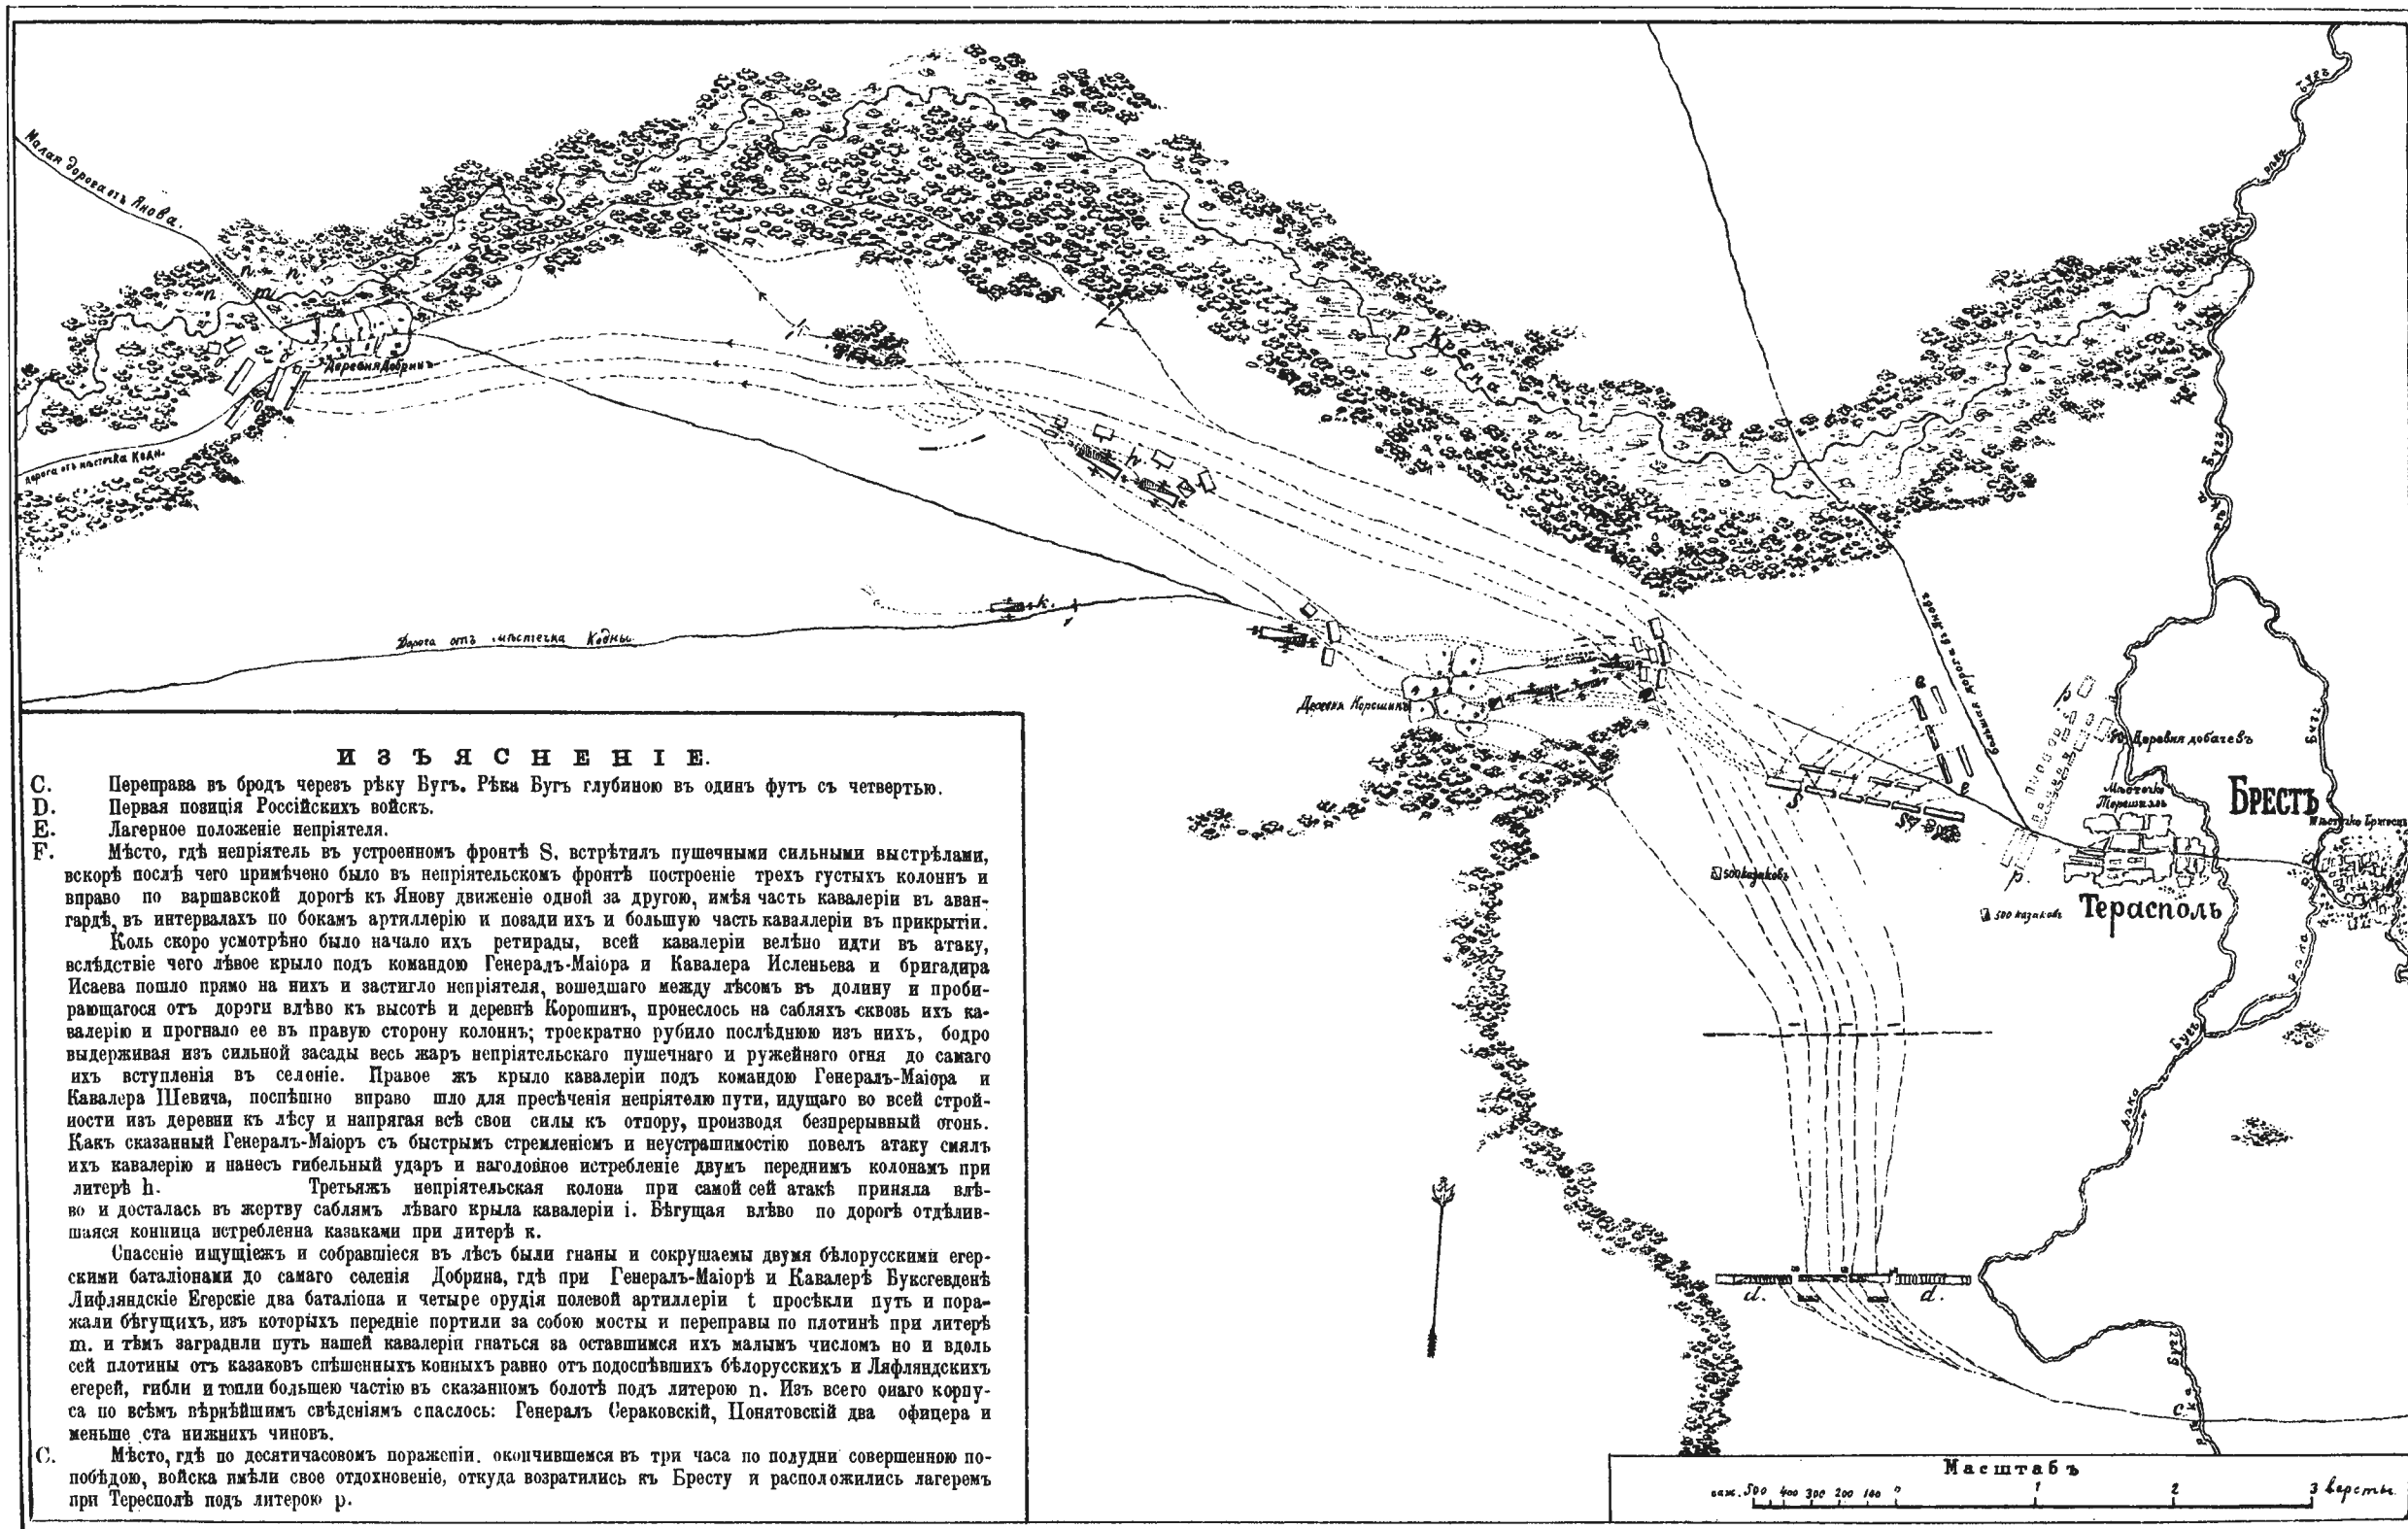 Малая дорога отъ Янова.
Бугъ
рѣка
n. n.
n
m
Деревня Добринъ
Р. Красна
Бугъ
h
дорога отъ мѣстечка Кодн.
k.
Дорога отъ мѣстечка Кодны
большая дорога въ
Бугъ
Деревня Корошинъ
e
e
p.
Деревня добачевъ
Мѣстечко
БРЕСТЪ
S
S
500 казаковъ
500 казаковъ
p.
Терасполь
Бугъ
рѣка
d. d.
Бугъ
рѣка
C
ИЗЪЯСНЕНІЕ.
C. Переправа въ бродъ черезъ рѣку Бугъ. Рѣка Бугъ глубиною въ одинъ футъ съ четвертью.
D. Первая позиція Россійскихъ войскъ.
E. Лагерное положеніе непріятеля.
F. Мѣсто, гдѣ непріятель въ устроенномъ фронтѣ S. встрѣтилъ пушечными сильными выстрѣлами,
вскорѣ послѣ чего примѣчено было въ непріятельскомъ фронтѣ построеніе трехъ густыхъ колоннъ и
вправо по варшавской дорогѣ къ Янову движеніе одной за другою, имѣя часть кавалеріи въ аван-
гардѣ, въ интервалахъ по бокамъ артиллерію и позади ихъ и большую часть каваллеріи въ прикрытіи.
Коль скоро усмотрѣно было начало ихъ ретирады, всей кавалеріи велѣно идти въ атаку,
вслѣдствіе чего лѣвое крыло подъ командою Генералъ-Маіора и Кавалера Исленьева и бригадира
Исаева пошло прямо на нихъ и застигло непріятеля, вошедшаго между лѣсомъ въ долину и проби-
рающагося отъ дороги влѣво къ высотѣ и деревнѣ Корошинъ, пронеслось на сабляхъ сквозь ихъ ка-
валерію и прогнало ее въ правую сторону колоннъ; троекратно рубило послѣднюю изъ нихъ, бодро
выдерживая изъ сильной засады весь жаръ непріятельскаго пушечнаго и ружейнаго огня до самаго
ихъ вступленія въ селеніе. Правое жъ крыло кавалеріи подъ командою Генералъ-Маіора и
Кавалера Шевича, поспѣшно вправо шло для пресѣченія непріятелю пути, идущаго во всей строй-
ности изъ деревни къ лѣсу и напрягая всѣ свои силы къ отпору, производя безпрерывный огонь.
Какъ сказанный Генералъ-Маіоръ съ быстрымъ стремленіемъ и неустрашимостію повелъ атаку смялъ
ихъ кавалерію и нанесъ гибельный ударъ и наголовное истребленіе двумъ переднимъ колонамъ при
литерѣ h. Третьяжъ непріятельская колона при самой сей атакѣ приняла влѣ-
во и досталась въ жертву саблямъ лѣваго крыла кавалеріи i. Бѣгущая влѣво по дорогѣ отдѣлив-
шаяся конница истребленна казаками при литерѣ к.
Спасеніе ищущіежъ и собравшіеся въ лѣсъ были гнаны и сокрушаемы двумя бѣлорусскими егер-
скими баталіонами до самаго селенія Добрина, гдѣ при Генералъ-Маіорѣ и Кавалерѣ Буксгевденѣ
Лифляндскіе Егерскіе два баталіона и четыре орудія полевой артиллеріи t просѣкли путь и пора-
жали бѣгущихъ, изъ которыхъ передніе портили за собою мосты и переправы по плотинѣ при литерѣ
m. и тѣмъ заградили путь нашей кавалеріи гнаться за оставшимся ихъ малымъ числомъ но и вдоль
сей плотины отъ казаковъ спѣшенныхъ конныхъ равно отъ подоспѣвшихъ бѣлорусскихъ и Ляфляндскихъ
егерей, гибли и топли большею частію въ сказанномъ болотѣ подъ литерою n. Изъ всего онаго корпу-
са по всѣмъ вѣрнѣйшимъ свѣденіямъ спаслось: Генералъ Сераковскій, Понятовскій два офицера и
меньше ста нижнихъ чиновъ.
C. Мѣсто, гдѣ по десятичасовомъ пораженіи. окончившемся въ три часа по полудни совершенною по-
побѣдою, войска имѣли свое отдохновеніе, откуда возратились къ Бресту и расположились лагеремъ
при Тересполѣ подъ литерою p.
Масштабъ
саж. 500 400 300 200 100 0 1 2 3 версты